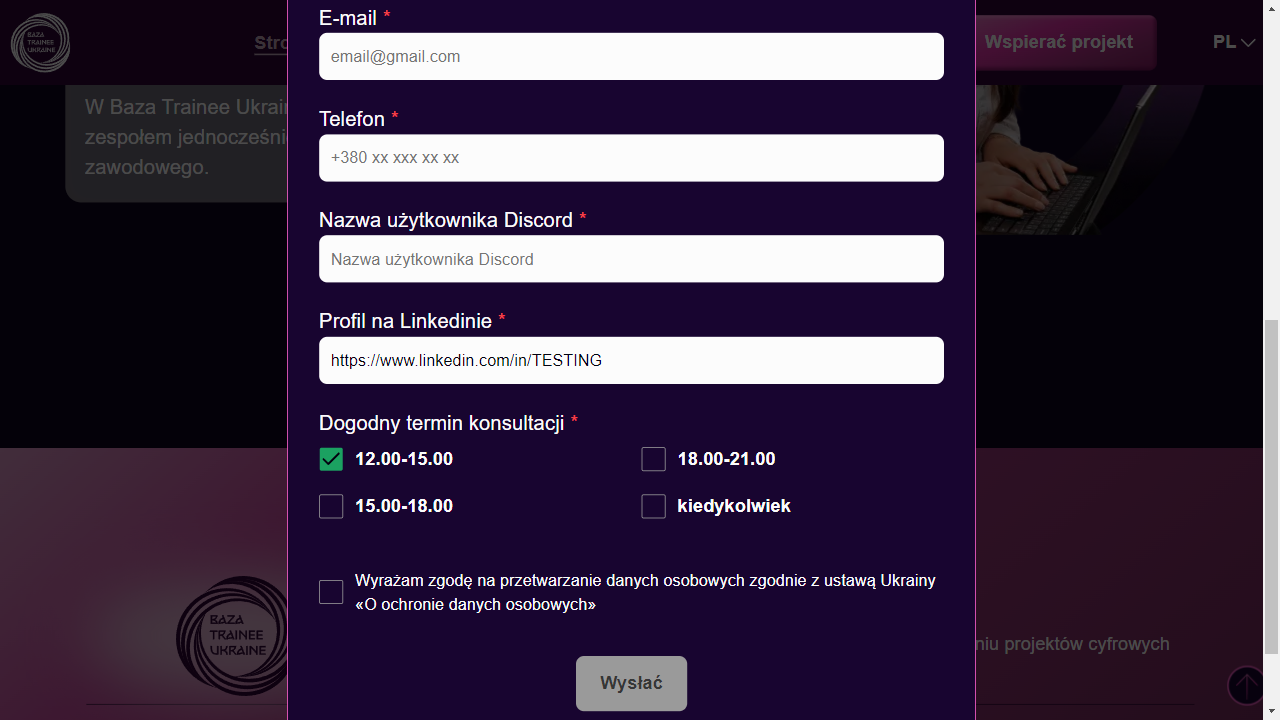 BAZA
TRAINEE
UKRAINE
Stro
Wspierać projekt
PL
W Baza Trainee Ukrai
zespołem jednocześni
zawodowego.
E-mail *
email@gmail.com
Telefon *
+380 xx xxx xx xx
Nazwa użytkownika Discord *
Nazwa użytkownika Discord
Profil na Linkedinie *
https://www.linkedin.com/in/TESTING
Dogodny termin konsultacji *
12.00-15.00
18.00-21.00
15.00-18.00
kiedykolwiek
Wyrażam zgodę na przetwarzanie danych osobowych zgodnie z ustawą Ukrainy
«O ochronie danych osobowych»
BAZA
TRAINEE
UKRAINE
niu projektów cyfrowych
Wysłać